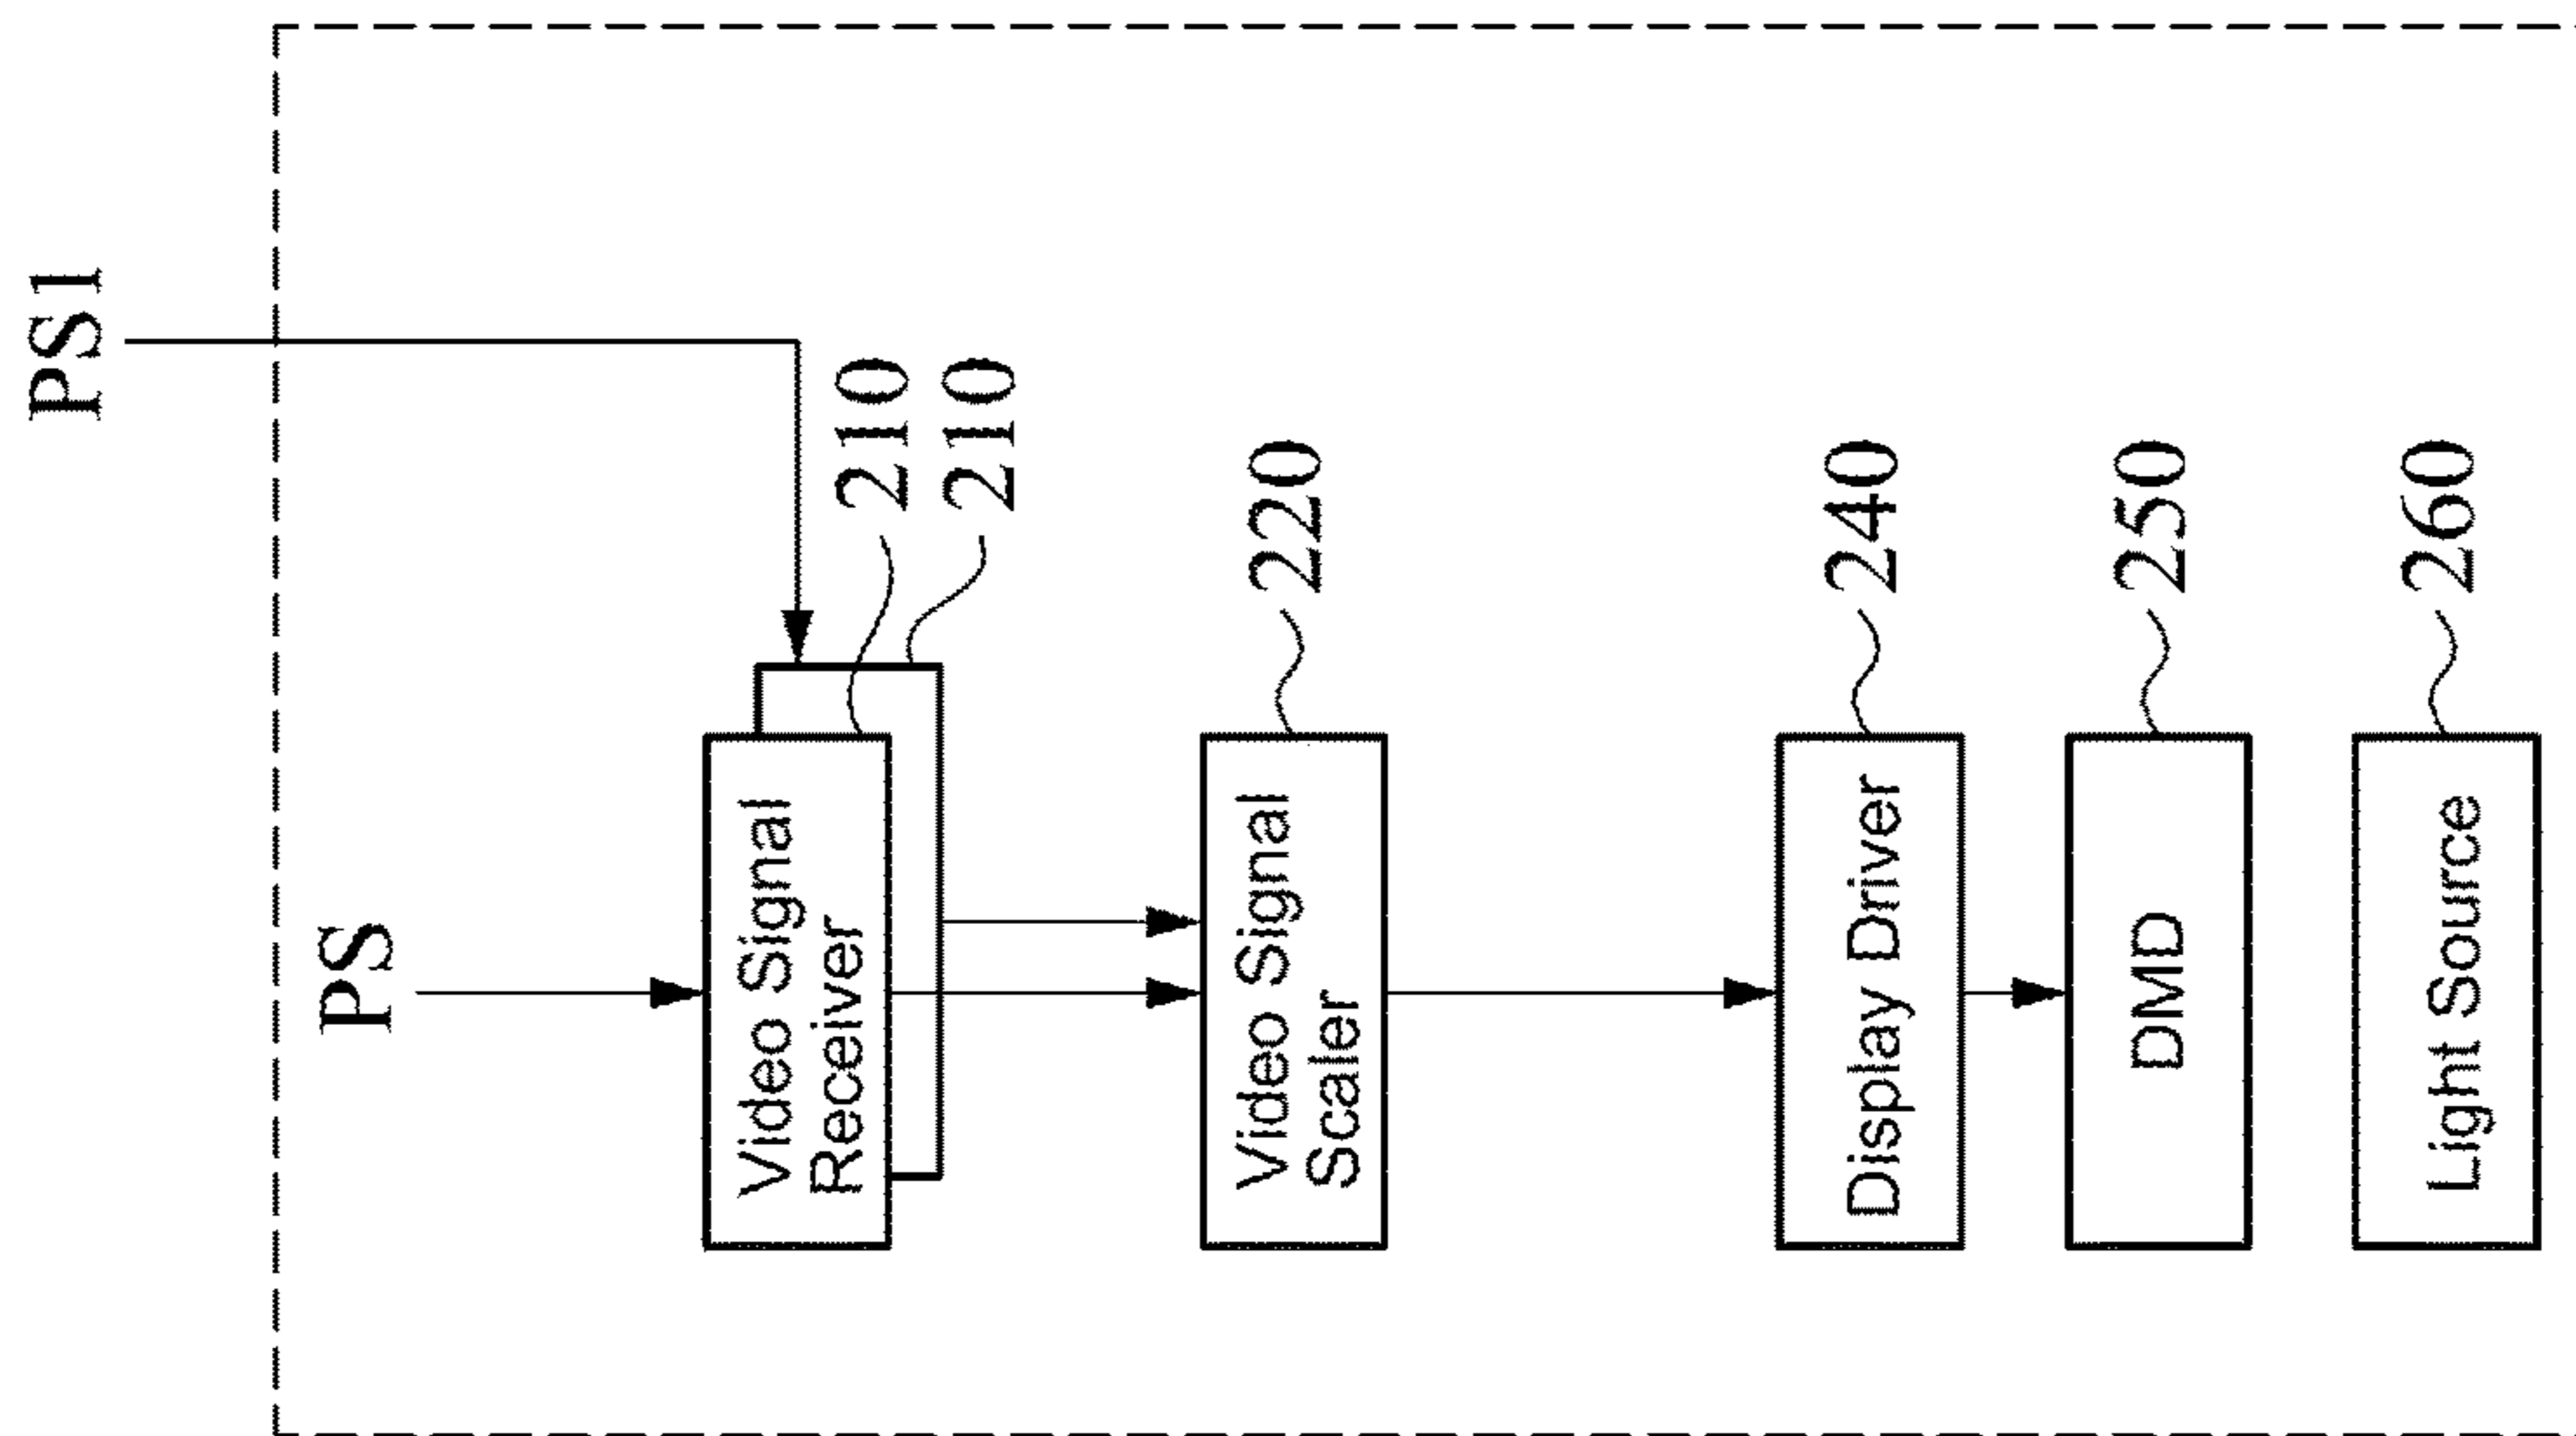 PS1
PS
Video Signal
Receiver
210
210
Video Signal
Scaler
220
Display Driver
240
DMD
250
Light Source
260